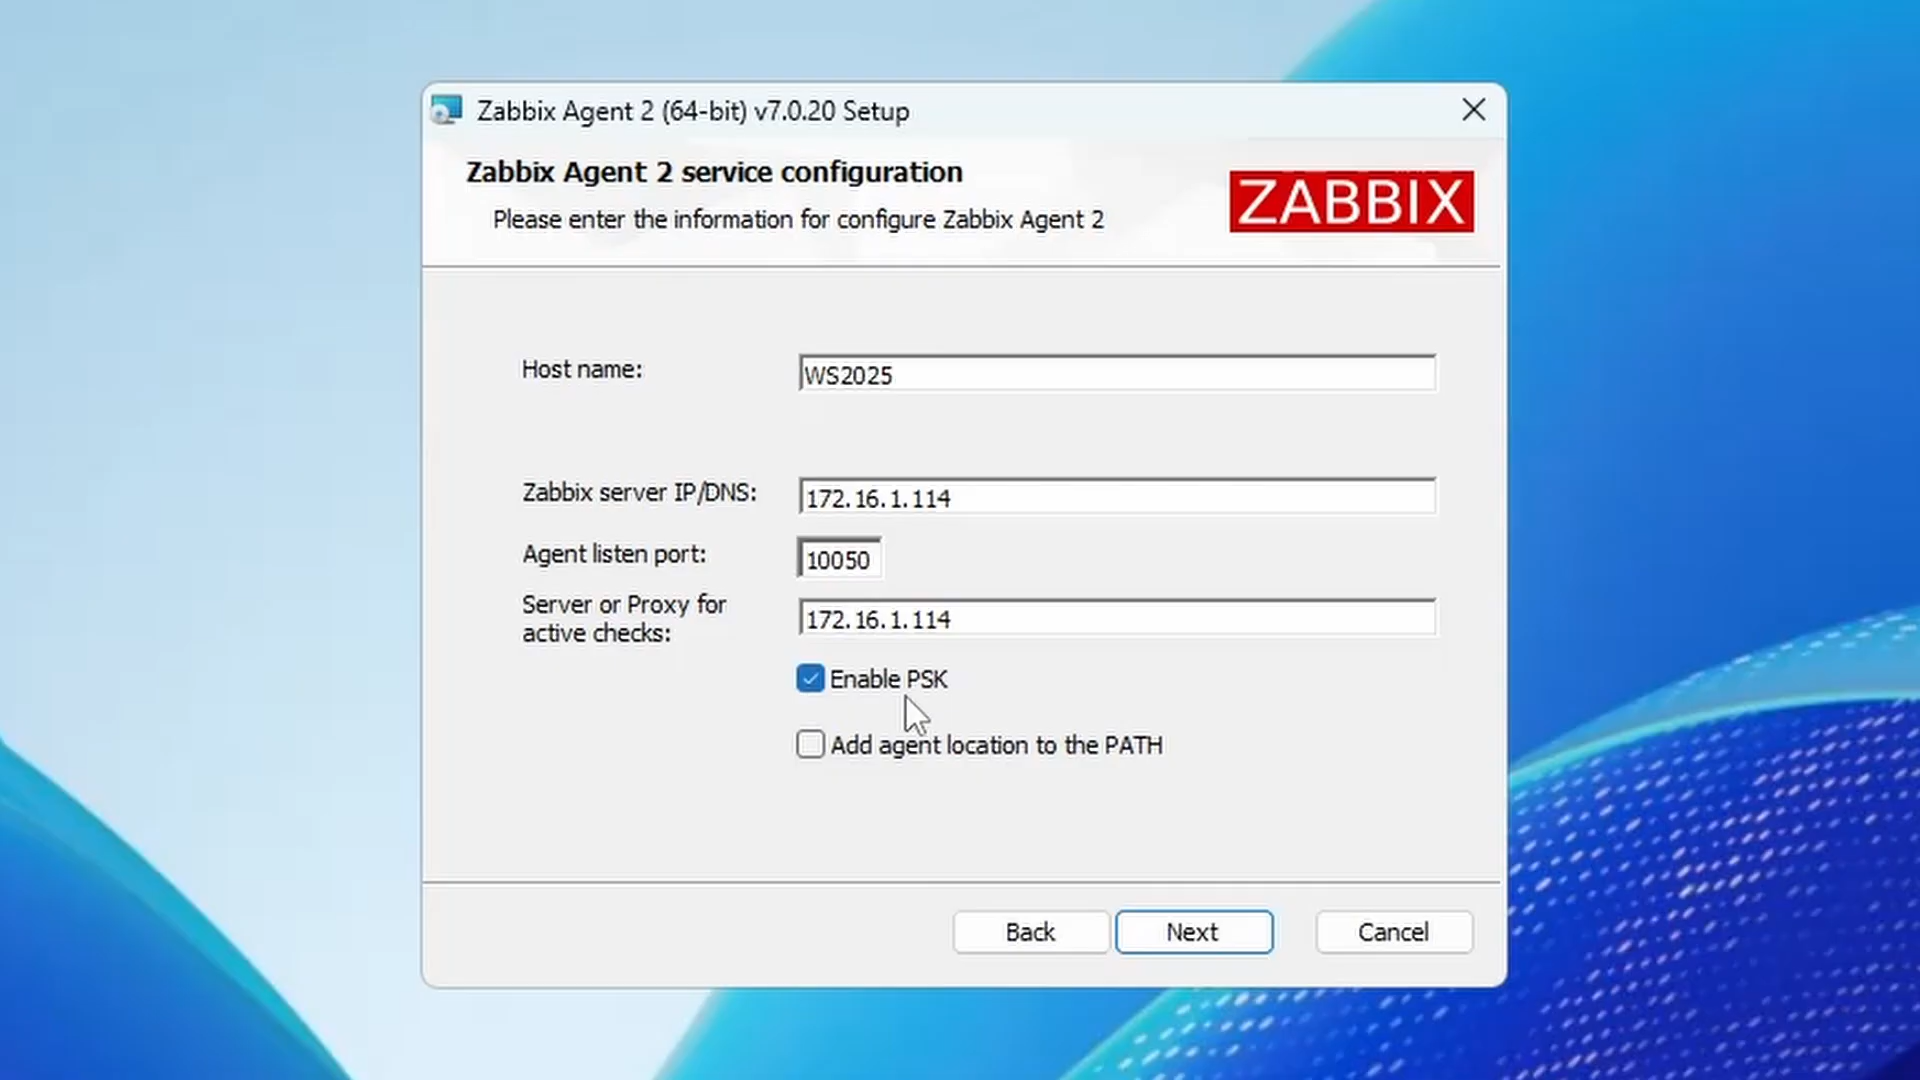 Zabbix Agent 2 (64-bit) v7.0.20 Setup
Zabbix Agent 2 service configuration
Please enter the information for configure Zabbix Agent 2
ZABBIX
Host name:
WS2025
Zabbix server IP/DNS:
172.16.1.114
Agent listen port:
10050
Server or Proxy for
active checks:
172.16.1.114
Enable PSK
Add agent location to the PATH
Back
Next
Cancel